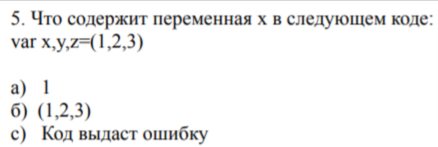 5. Что содержит переменная x в следующем коде:
var x,y,z=(1,2,3)
а) 1
б) (1,2,3)
с) Код выдаст ошибку